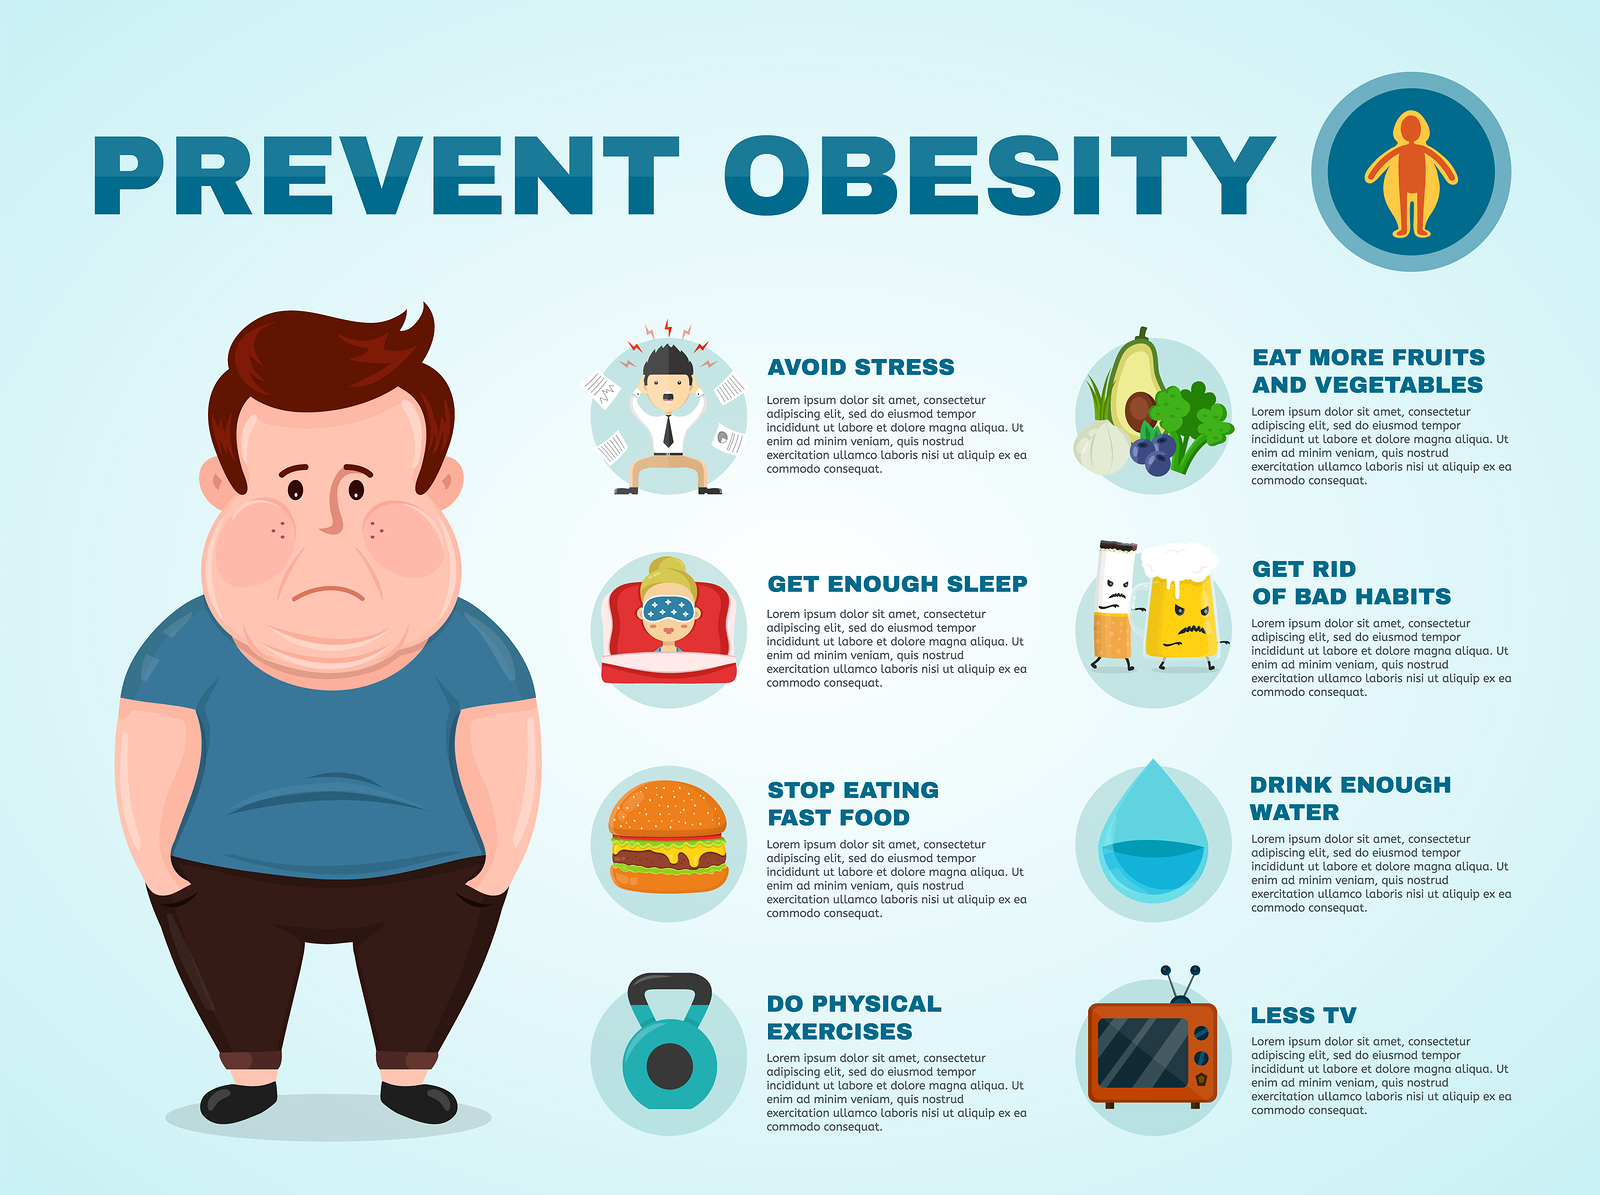 PREVENT OBESITY
AVOID STRESS
Lorem ipsum dolor sit amet, consectetur
adipiscing elit, sed do eiusmod tempor
incididunt ut labore et dolore magna aliqua. Ut
enim ad minim veniam, quis nostrud
exercitation ullamco laboris nisi ut aliquip ex ea
commodo consequat.
GET ENOUGH SLEEP
Lorem ipsum dolor sit amet, consectetur
adipiscing elit, sed do eiusmod tempor
incididunt ut labore et dolore magna aliqua. Ut
enim ad minim veniam, quis nostrud
exercitation ullamco laboris nisi ut aliquip ex ea
commodo consequat.
STOP EATING
FAST FOOD
Lorem ipsum dolor sit amet, consectetur
adipiscing elit, sed do eiusmod tempor
incididunt ut labore et dolore magna aliqua. Ut
enim ad minim veniam, quis nostrud
exercitation ullamco laboris nisi ut aliquip ex ea
commodo consequat.
DO PHYSICAL
EXERCISES
Lorem ipsum dolor sit amet, consectetur
adipiscing elit, sed do eiusmod tempor
incididunt ut labore et dolore magna aliqua. Ut
enim ad minim veniam, quis nostrud
exercitation ullamco laboris nisi ut aliquip ex ea
commodo consequat.
EAT MORE FRUITS
AND VEGETABLES
Lorem ipsum dolor sit amet, consectetur
adipiscing elit, sed do eiusmod tempor
incididunt ut labore et dolore magna aliqua. Ut
enim ad minim veniam, quis nostrud
exercitation ullamco laboris nisi ut aliquip ex ea
commodo consequat.
GET RID
OF BAD HABITS
Lorem ipsum dolor sit amet, consectetur
adipiscing elit, sed do eiusmod tempor
incididunt ut labore et dolore magna aliqua. Ut
enim ad minim veniam, quis nostrud
exercitation ullamco laboris nisi ut aliquip ex ea
commodo consequat.
DRINK ENOUGH
WATER
Lorem ipsum dolor sit amet, consectetur
adipiscing elit, sed do eiusmod tempor
incididunt ut labore et dolore magna aliqua. Ut
enim ad minim veniam, quis nostrud
exercitation ullamco laboris nisi ut aliquip ex ea
commodo consequat.
LESS TV
Lorem ipsum dolor sit amet, consectetur
adipiscing elit, sed do eiusmod tempor
incididunt ut labore et dolore magna aliqua. Ut
enim ad minim veniam, quis nostrud
exercitation ullamco laboris nisi ut aliquip ex ea
commodo consequat.